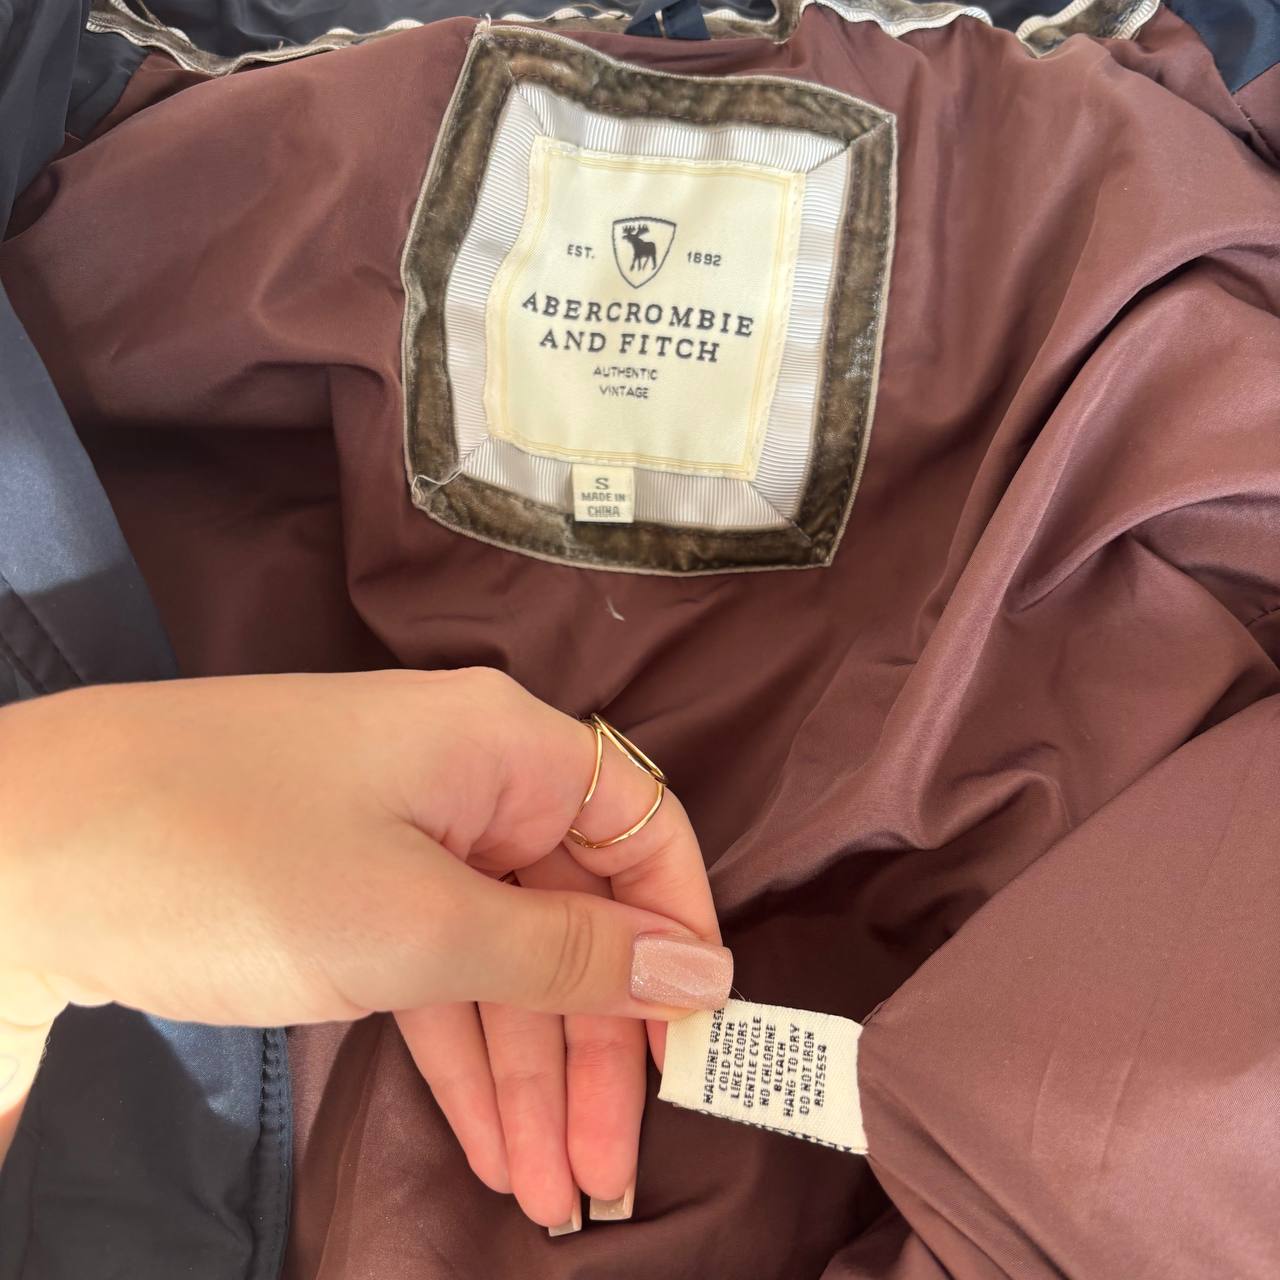 EST. 1892
ABERCROMBIE
AND FITCH
AUTHENTIC
VINTAGE
S
MADE IN
CHINA
MACHINE WASH
COLD WITH
LIKE COLORS
GENTLE CYCLE
NO CHLORINE
BLEACH
HANG TO DRY
DO NOT IRON
RN75654